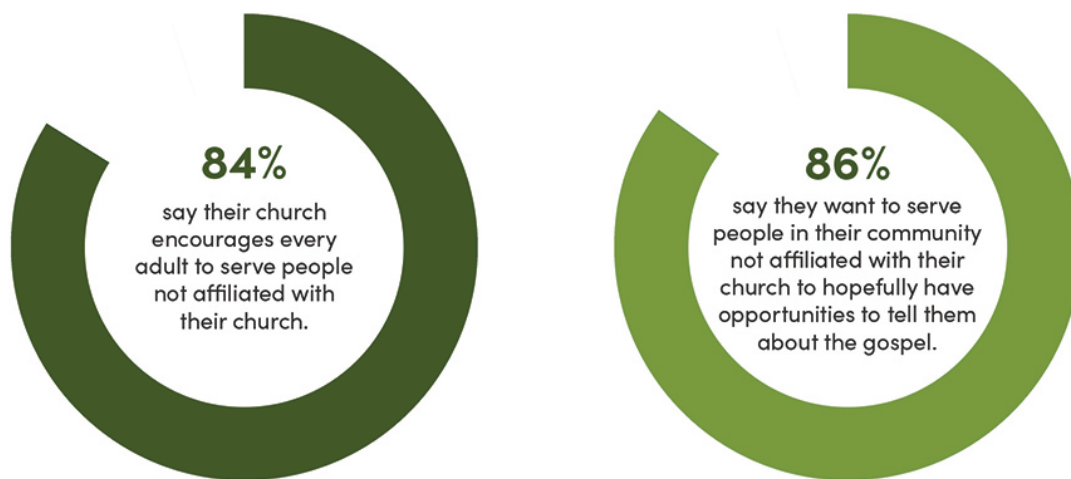 84%
say their church
encourages every
adult to serve people
not affiliated with
their church.
86%
say they want to serve
people in their community
not affiliated with their
church to hopefully have
opportunities to tell them
about the gospel.